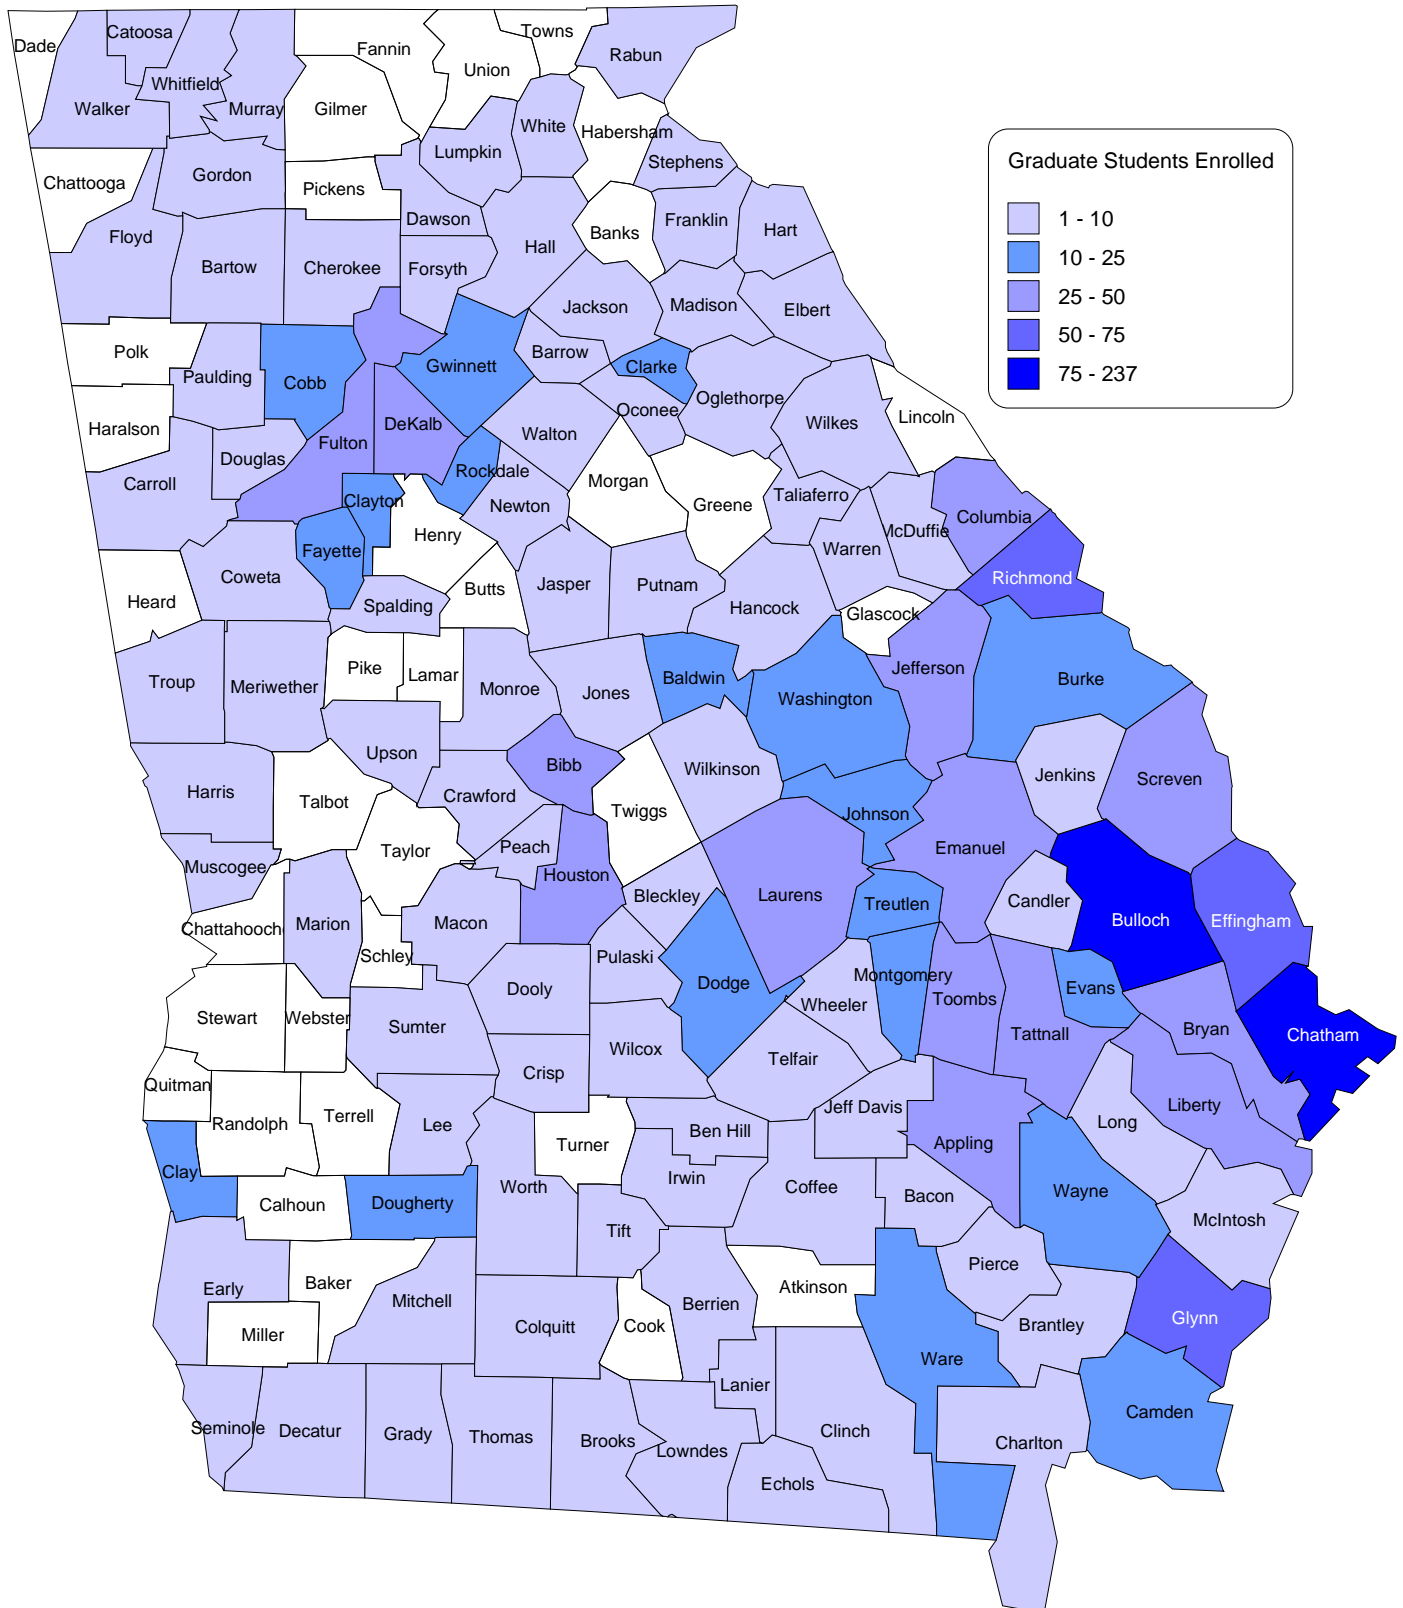 Dade
Catoosa
Fannin
Towns
Rabun
Union
Whitfield
Walker
Murray
Gilmer
White
Habersham
Lumpkin
Stephens
Graduate Students Enrolled
Chattooga
Gordon
Pickens
Dawson
Franklin
Hart
1 - 10
Floyd
Hall
Banks
Bartow
Cherokee
Forsyth
10 - 25
Jackson
Madison
Elbert
25 - 50
Polk
Barrow
50 - 75
Paulding
Cobb
Gwinnett
Clarke
75 - 237
Oglethorpe
Oconee
Lincoln
Haralson
DeKalb
Walton
Wilkes
Fulton
Douglas
Rockdale
Carroll
Morgan
Taliaferro
Clayton
Newton
Greene
Columbia
McDuffie
Henry
Fayette
Warren
Coweta
Butts
Jasper
Putnam
Richmond
Heard
Spalding
Hancock
Glascock
Pike
Lamar
Jefferson
Troup
Meriwether
Monroe
Jones
Baldwin
Washington
Burke
Upson
Bibb
Wilkinson
Jenkins
Screven
Harris
Talbot
Crawford
Twiggs
Johnson
Taylor
Peach
Emanuel
Muscogee
Houston
Bleckley
Laurens
Treutlen
Candler
Chattahooch
Marion
Macon
Bulloch
Effingham
Schley
Pulaski
Dooly
Dodge
Montgomery
Evans
Stewart
Webster
Sumter
Wheeler
Toombs
Tattnall
Bryan
Chatham
Wilcox
Telfair
Quitman
Crisp
Randolph
Terrell
Lee
Jeff Davis
Liberty
Turner
Ben Hill
Appling
Long
Clay
Calhoun
Dougherty
Worth
Irwin
Coffee
Bacon
Wayne
Tift
McIntosh
Early
Baker
Mitchell
Atkinson
Pierce
Miller
Colquitt
Cook
Berrien
Brantley
Glynn
Ware
Lanier
Seminole
Decatur
Grady
Thomas
Brooks
Lowndes
Clinch
Charlton
Camden
Echols